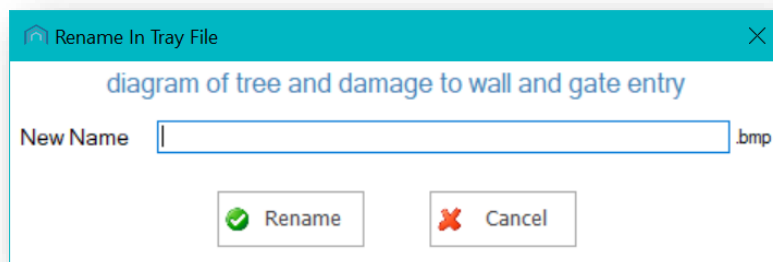 Rename In Tray File
diagram of tree and damage to wall and gate entry
New Name .bmp
Rename Cancel